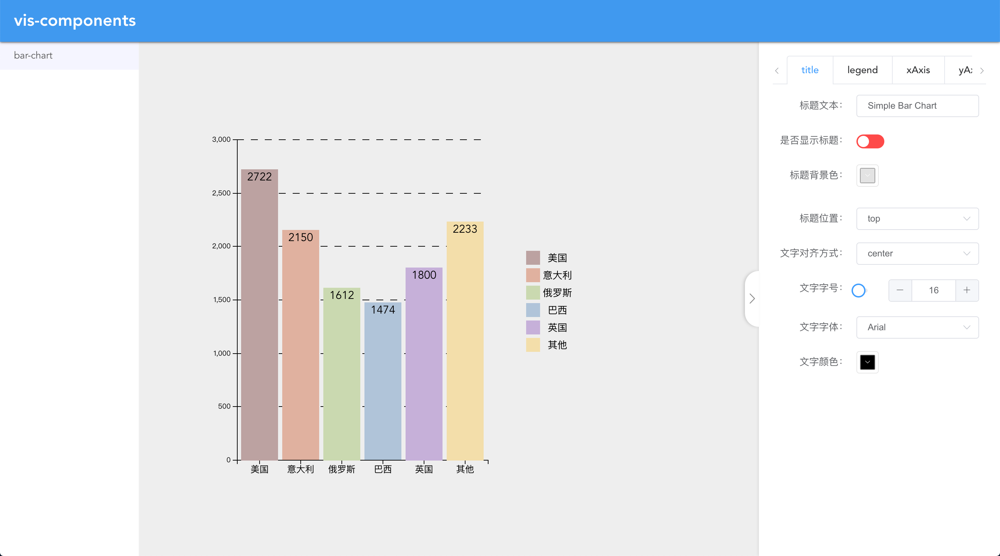 vis-components
bar-chart
3,000
2,500
2,000
1,500
1,000
500
0
2722
2150
1612
1474
1800
2233
美国
意大利
俄罗斯
巴西
英国
其他
美国
意大利
俄罗斯
巴西
英国
其他
title legend xAxis
标题文本： Simple Bar Chart
是否显示标题：
标题背景色：
标题位置： top
文字对齐方式： center
文字字号： − 16 +
文字字体： Arial
文字颜色：